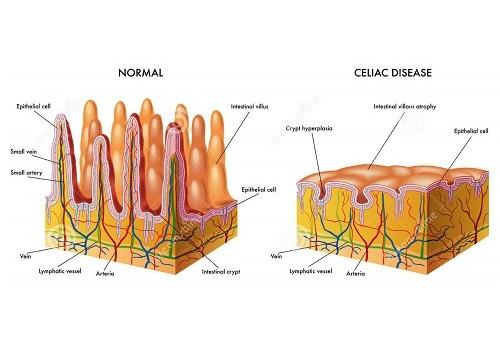 NORMAL
Epithelial cell
Small vein
Small artery
Intestinal villus
Epithelial cell
Vein
Lymphatic vessel
Arteria
Intestinal crypt
CELIAC DISEASE
Intestinal villous atrophy
Crypt hyperplasia
Epithelial cell
Vein
Lymphatic vessel
Arteria